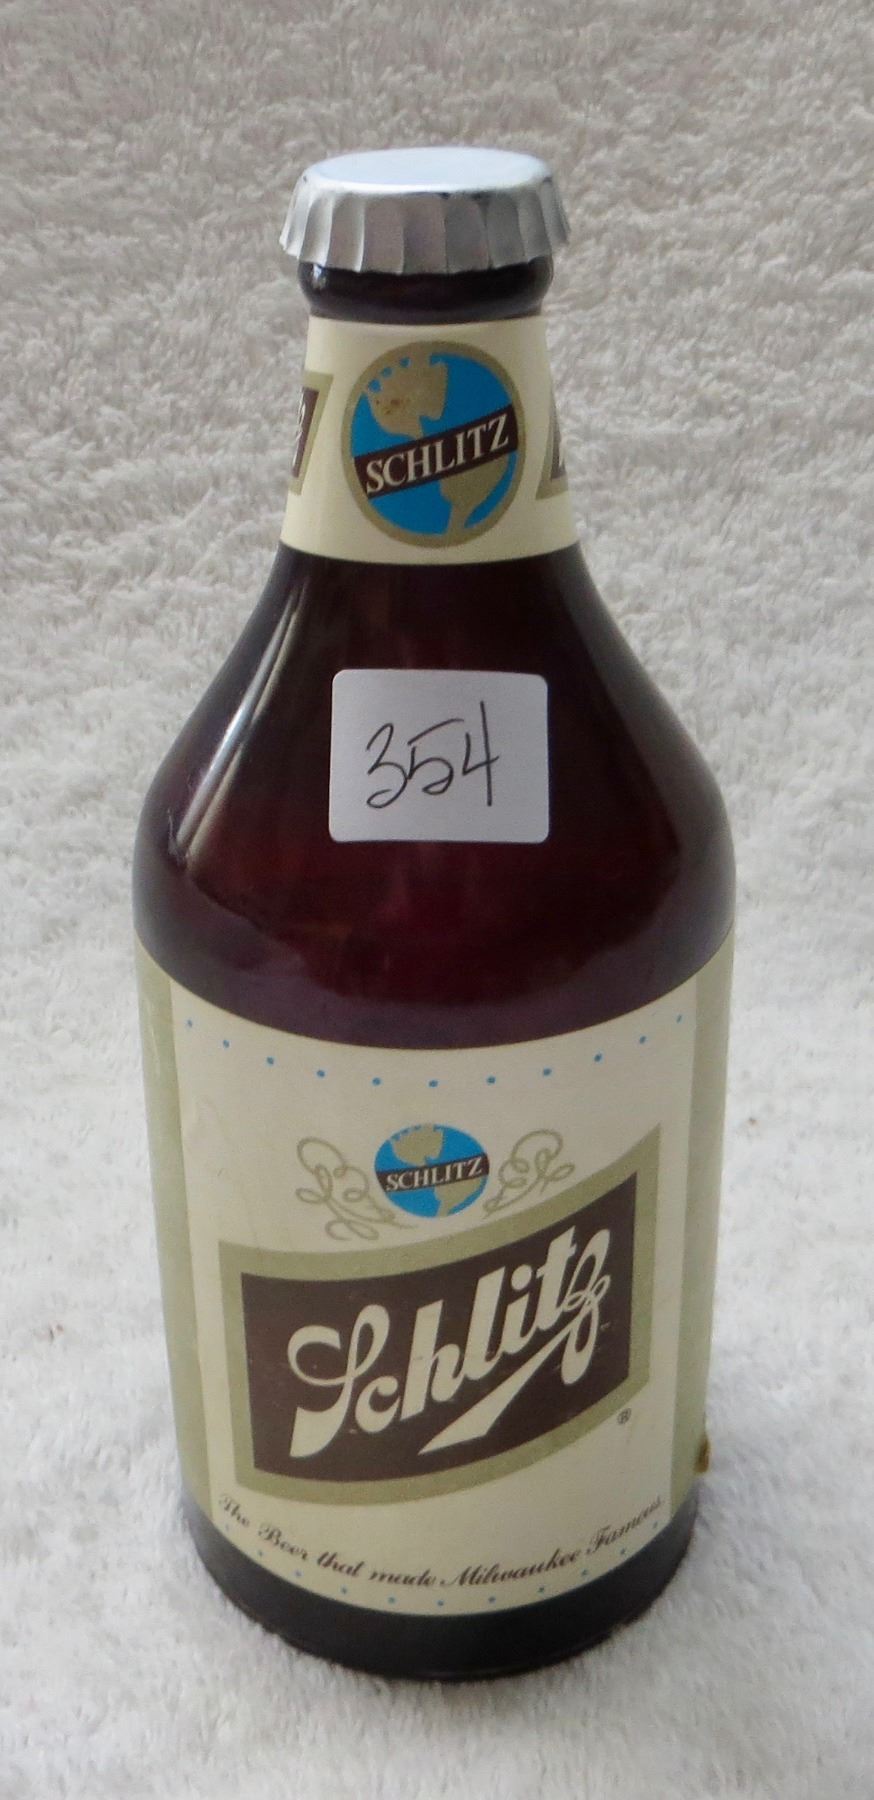 SCHLITZ
354
SCHLITZ
Schlitz
®
The Beer that made Milwaukee Famous